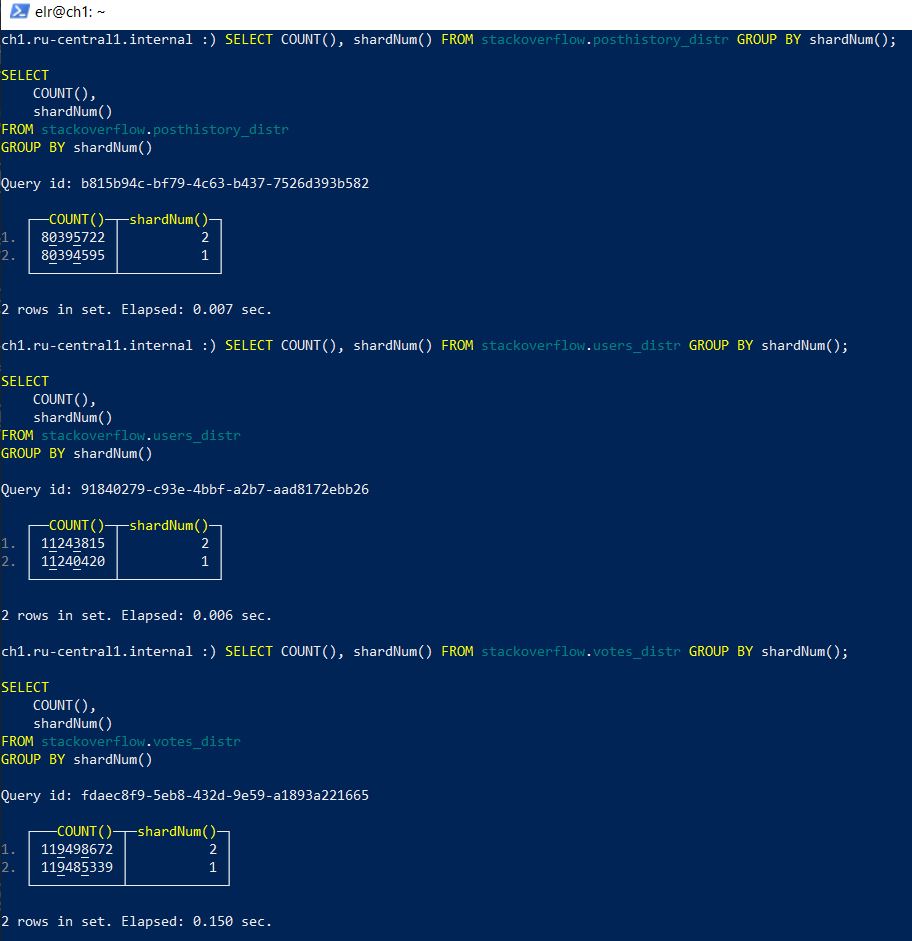 elr@ch1: ~
ch1.ru-central1.internal :) SELECT COUNT(), shardNum() FROM stackoverflow.posthistory_distr GROUP BY shardNum();
SELECT
COUNT(),
shardNum()
FROM stackoverflow.posthistory_distr
GROUP BY shardNum()
Query id: b815b94c-bf79-4c63-b437-7526d393b582
COUNT() shardNum()
1. 80395722 2
2. 80394595 1
2 rows in set. Elapsed: 0.007 sec.
ch1.ru-central1.internal :) SELECT COUNT(), shardNum() FROM stackoverflow.users_distr GROUP BY shardNum();
SELECT
COUNT(),
shardNum()
FROM stackoverflow.users_distr
GROUP BY shardNum()
Query id: 91840279-c93e-4bbf-a2b7-aad8172ebb26
COUNT() shardNum()
1. 11243815 2
2. 11240420 1
2 rows in set. Elapsed: 0.006 sec.
ch1.ru-central1.internal :) SELECT COUNT(), shardNum() FROM stackoverflow.votes_distr GROUP BY shardNum();
SELECT
COUNT(),
shardNum()
FROM stackoverflow.votes_distr
GROUP BY shardNum()
Query id: fdaec8f9-5eb8-432d-9e59-a1893a221665
COUNT() shardNum()
1. 119498672 2
2. 119485339 1
2 rows in set. Elapsed: 0.150 sec.